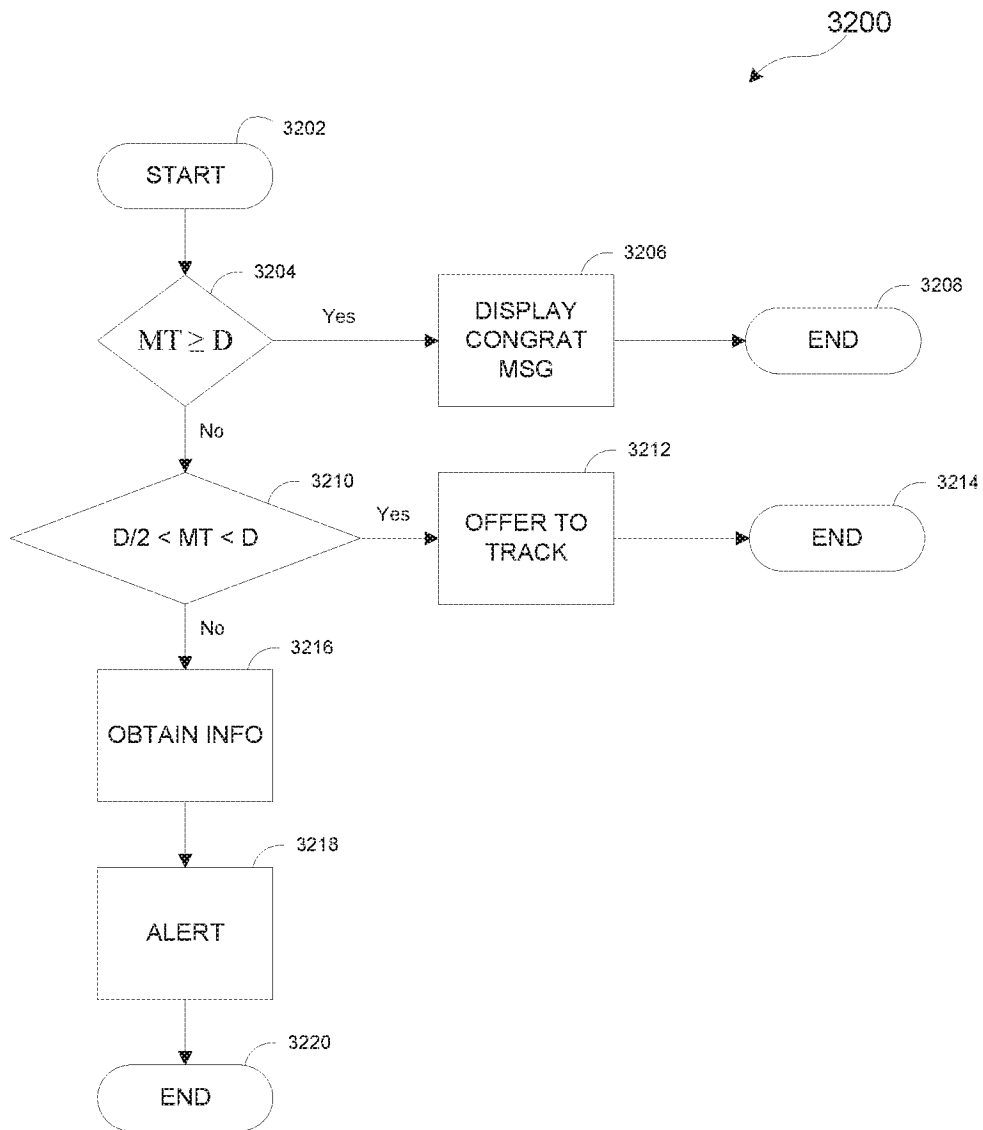 3200
3202
START
3204
MT ≥ D
Yes
3206
DISPLAY
CONGRAT
MSG
3208
END
No
3210
D/2 < MT < D
Yes
3212
OFFER TO
TRACK
3214
END
No
3216
OBTAIN INFO
3218
ALERT
3220
END